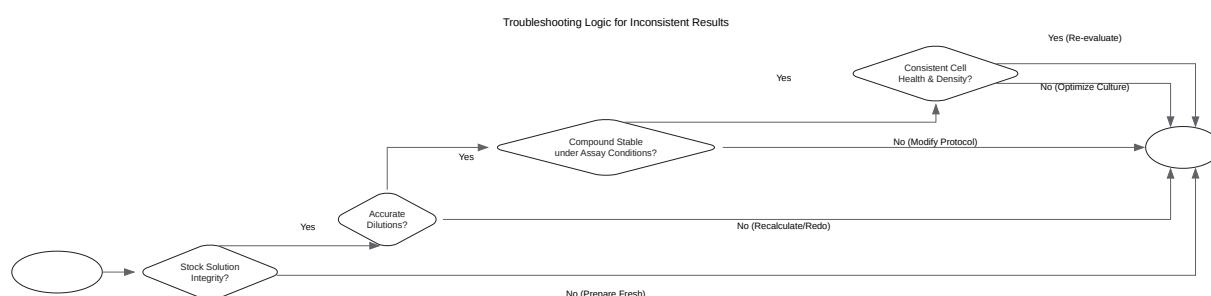 Troubleshooting Logic for Inconsistent Results
Yes (Re-evaluate)
Consistent Cell
Health & Density?
Yes
No (Optimize Culture)
Compound Stable
under Assay Conditions?
No (Modify Protocol)
Yes
Accurate
Dilutions?
Yes
No (Recalculate/Redo)
Stock Solution
Integrity?
No (Prepare Fresh)